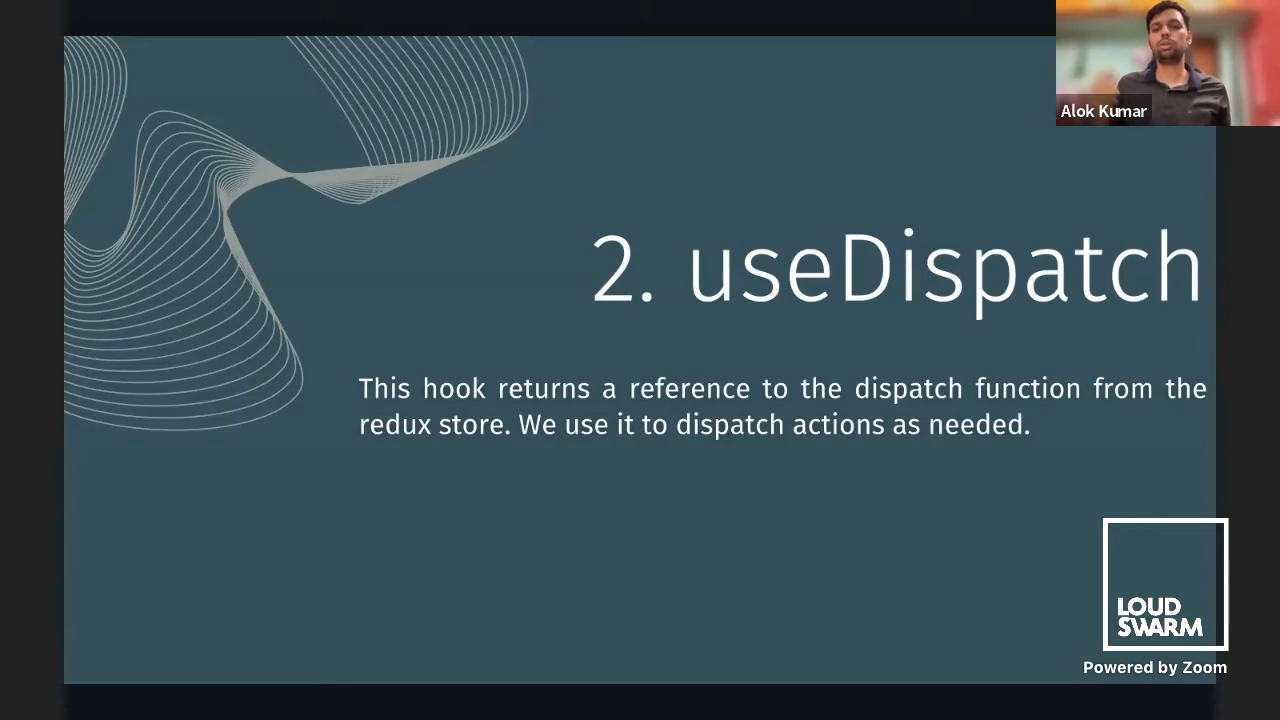 Alok Kumar
2. useDispatch
This hook returns a reference to the dispatch function from the
redux store. We use it to dispatch actions as needed.
LOUD
SWARM
Powered by Zoom